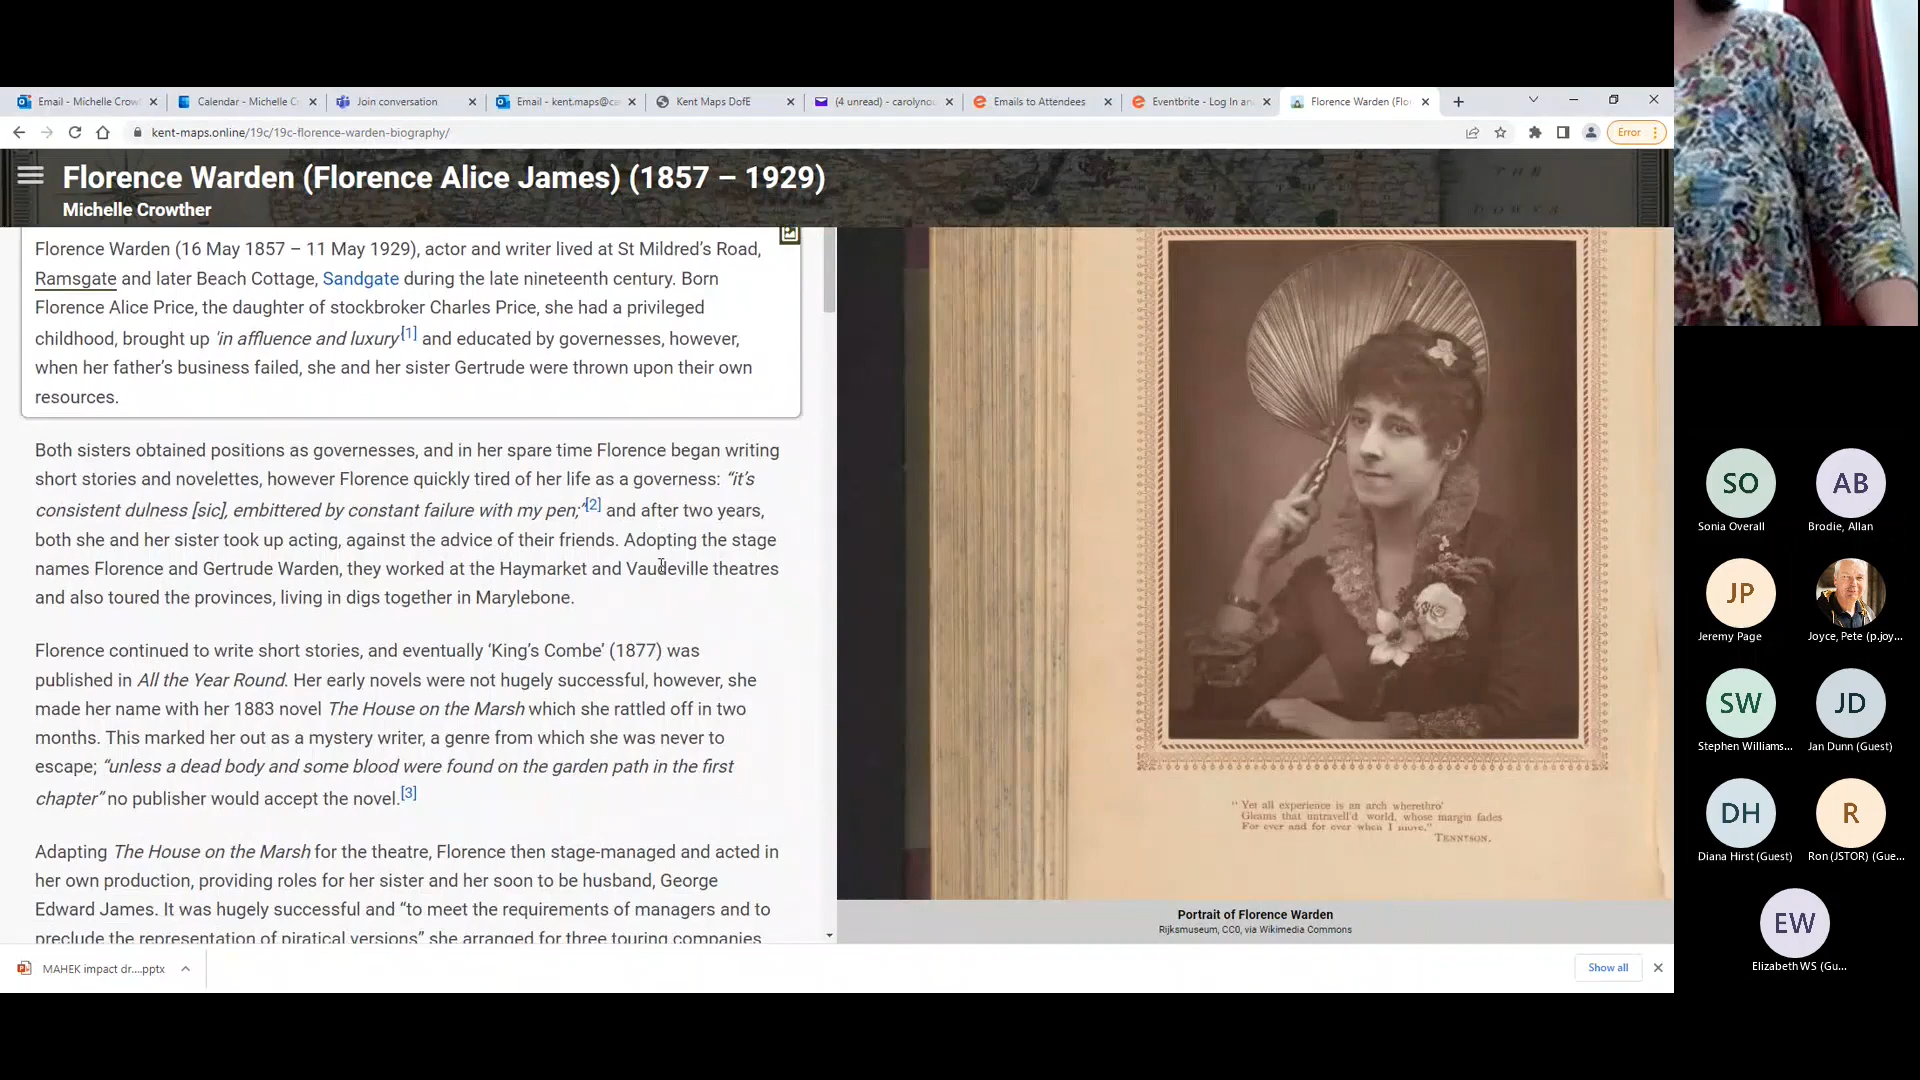 Email - Michelle Crow
Calendar - Michelle C
Join conversation
Email - kent.maps@ca
Kent Maps DofE
(4 unread) - carolynou
Emails to Attendees
Eventbrite - Log In an
Florence Warden (Flo
kent-maps.online/19c/19c-florence-warden-biography/
Error
Florence Warden (Florence Alice James) (1857 – 1929)
Michelle Crowther
Florence Warden (16 May 1857 – 11 May 1929), actor and writer lived at St Mildred’s Road,
Ramsgate and later Beach Cottage, Sandgate during the late nineteenth century. Born
Florence Alice Price, the daughter of stockbroker Charles Price, she had a privileged
childhood, brought up ‘in affluence and luxury’[1] and educated by governesses, however,
when her father’s business failed, she and her sister Gertrude were thrown upon their own
resources.
Both sisters obtained positions as governesses, and in her spare time Florence began writing
short stories and novelettes, however Florence quickly tired of her life as a governess: “it’s
consistent dulness [sic], embittered by constant failure with my pen;”[2] and after two years,
both she and her sister took up acting, against the advice of their friends. Adopting the stage
names Florence and Gertrude Warden, they worked at the Haymarket and Vaudeville theatres
and also toured the provinces, living in digs together in Marylebone.
Florence continued to write short stories, and eventually ‘King’s Combe’ (1877) was
published in All the Year Round. Her early novels were not hugely successful, however, she
made her name with her 1883 novel The House on the Marsh which she rattled off in two
months. This marked her out as a mystery writer, a genre from which she was never to
escape; “unless a dead body and some blood were found on the garden path in the first
chapter” no publisher would accept the novel.[3]
Adapting The House on the Marsh for the theatre, Florence then stage-managed and acted in
her own production, providing roles for her sister and her soon to be husband, George
Edward James. It was hugely successful and “to meet the requirements of managers and to
preclude the representation of piratical versions” she arranged for three touring companies
“Yet all experience is an arch wherethro’
Gleams that untravell’d world, whose margin fades
For ever and for ever when I move.”
TENNYSON.
Portrait of Florence Warden
Rijksmuseum, CC0, via Wikimedia Commons
MAHEK impact dr....pptx
Show all
SO
Sonia Overall
AB
Brodie, Allan
JP
Jeremy Page
Joyce, Pete (p.joy...
SW
Stephen Williams...
JD
Jan Dunn (Guest)
DH
Diana Hirst (Guest)
R
Ron (JSTOR) (Gue...
EW
Elizabeth WS (Gu...